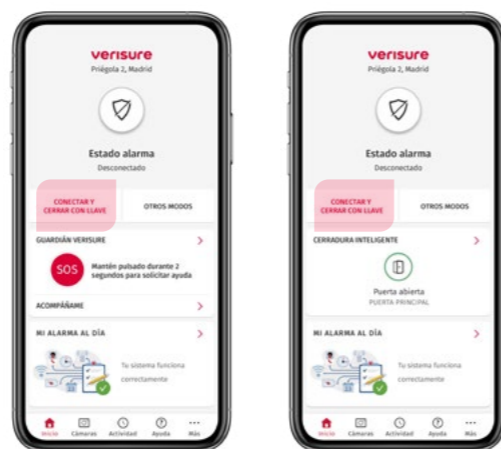 verisure
Priégola 2, Madrid
Estado alarma
Desconectado
CONECTAR Y
CERRAR CON LLAVE
OTROS MODOS
GUARDIÁN VERISURE
SOS
Mantén pulsado durante 2
segundos para solicitar ayuda
ACOMPÁÑAME
MI ALARMA AL DÍA
Tu sistema funciona
correctamente
Inicio
Cámaras
Actividad
Ayuda
Más
verisure
Priégola 2, Madrid
Estado alarma
Desconectado
CONECTAR Y
CERRAR CON LLAVE
OTROS MODOS
CERRADURA INTELIGENTE
Puerta abierta
PUERTA PRINCIPAL
MI ALARMA AL DÍA
Tu sistema funciona
correctamente
Inicio
Cámaras
Actividad
Ayuda
Más